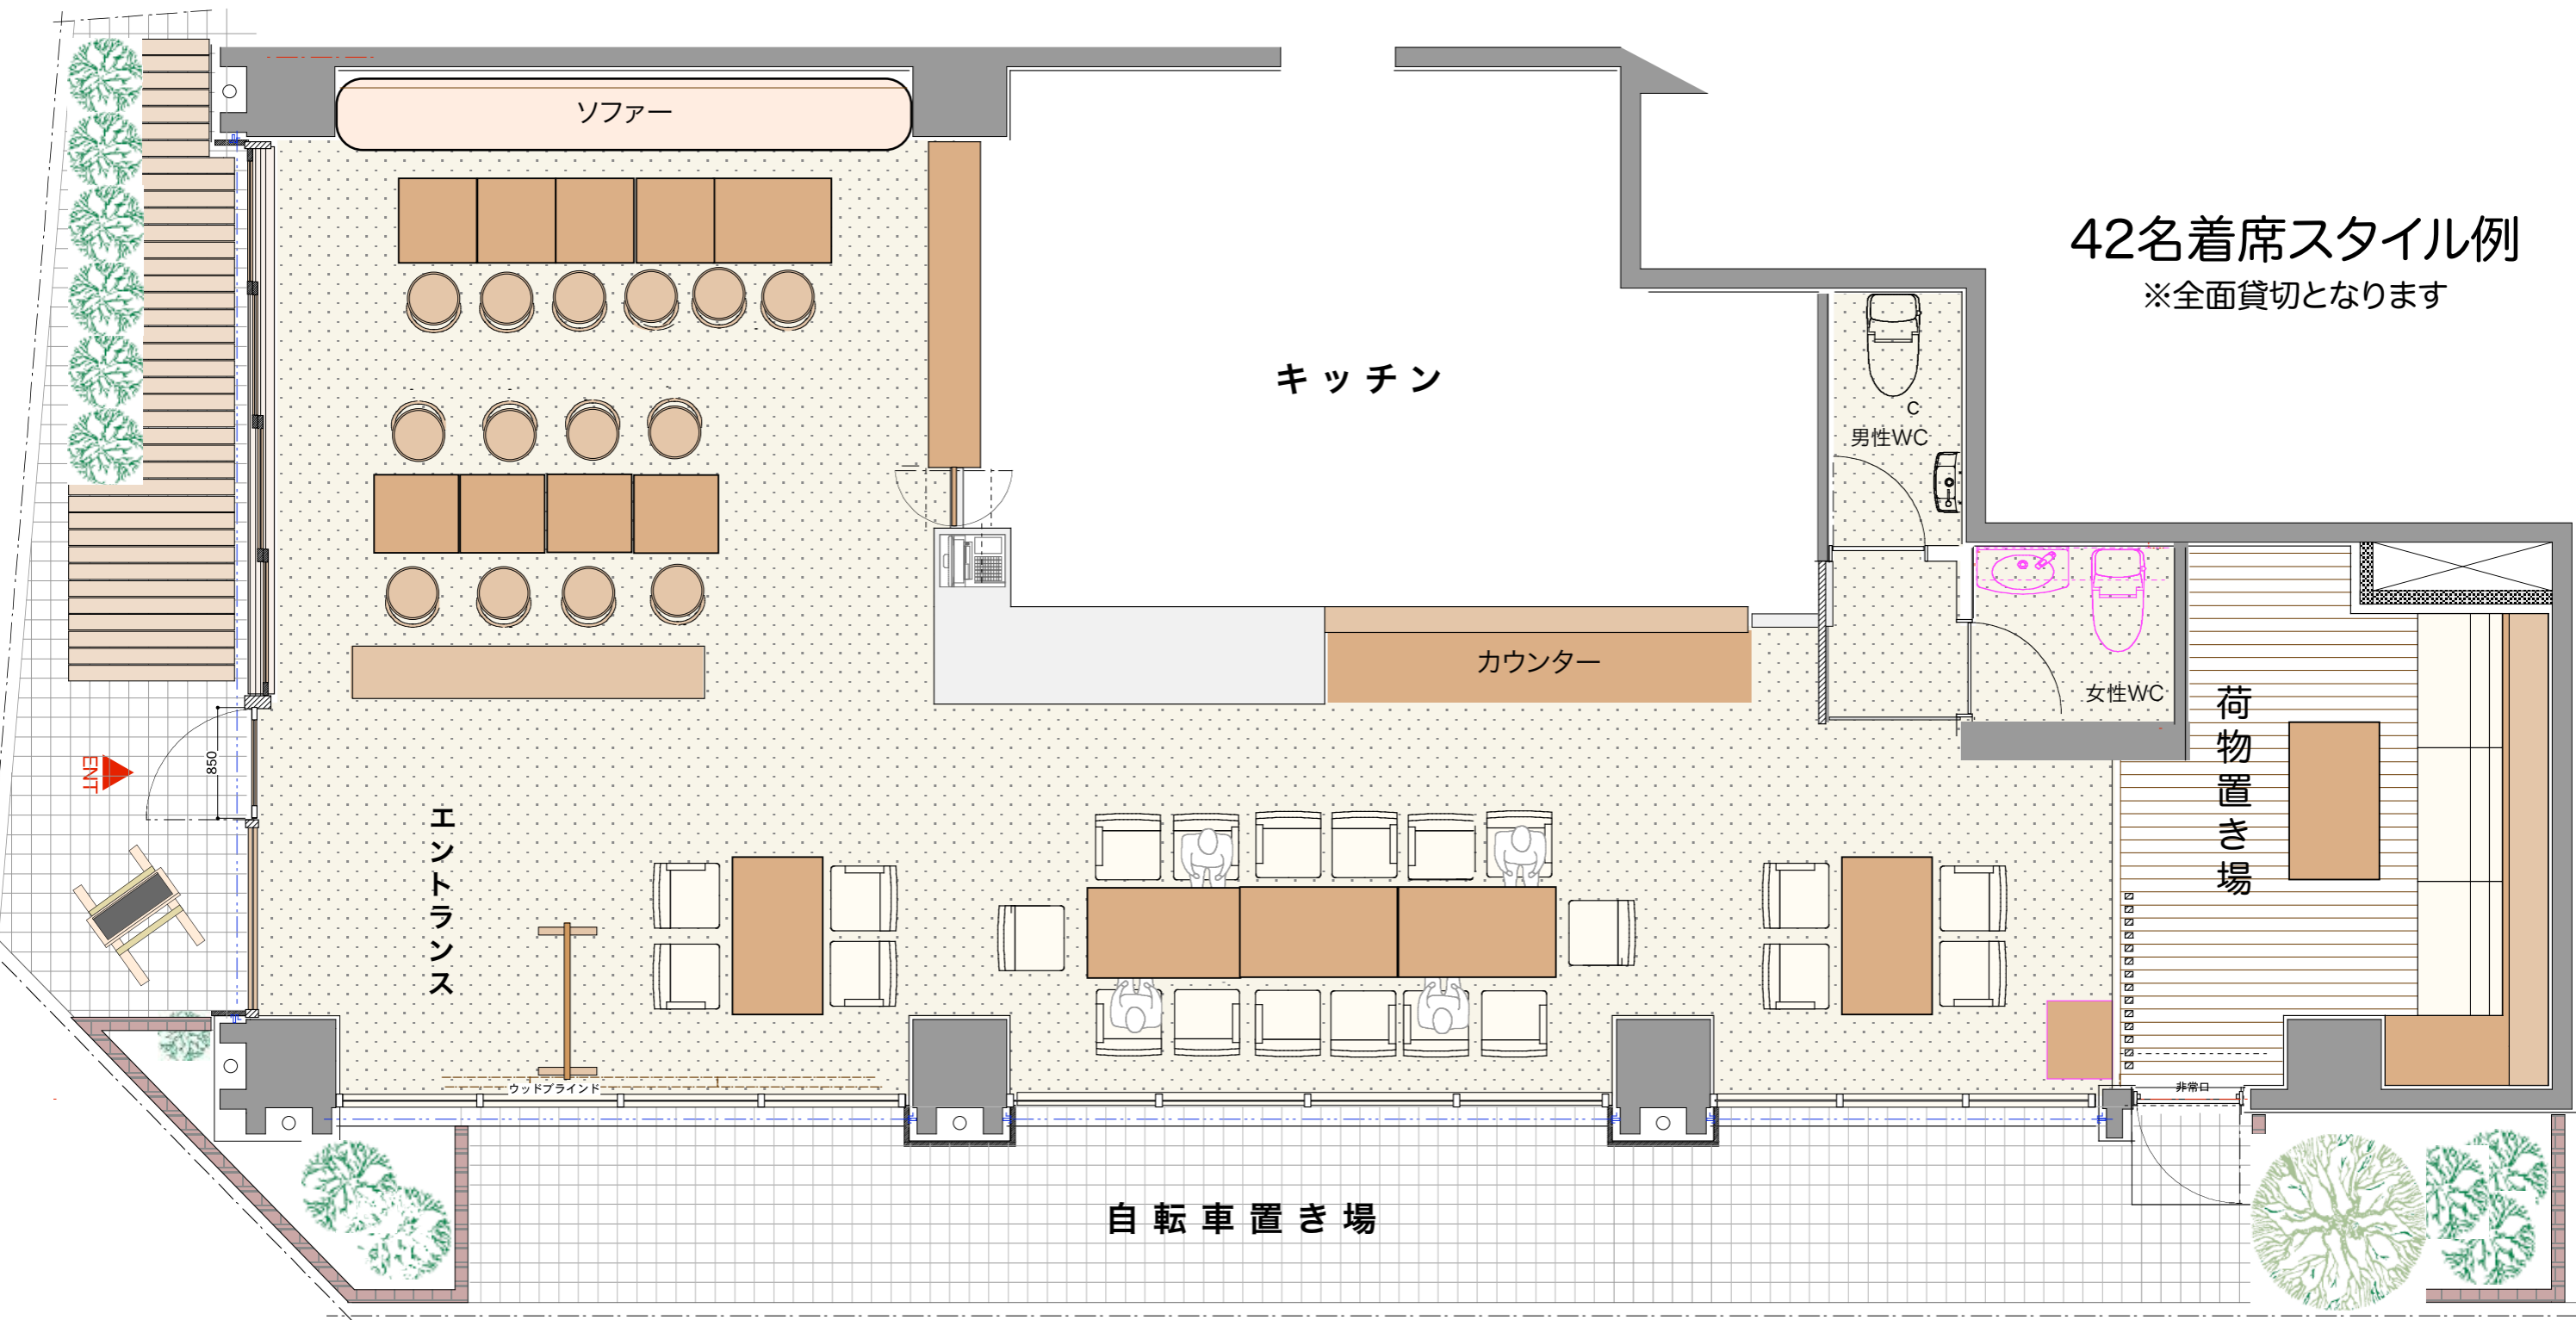 ソファー
42名着席スタイル例
※全面貸切となります
キッチン
C
男性WC
カウンター
女性WC
荷物置き場
850
ENT
エントランス
ウッドブラインド
非常口
自転車置き場